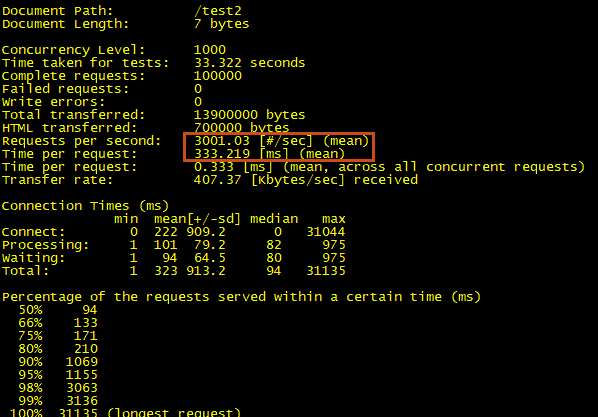 Document Path:          /test2
Document Length:        7 bytes
Concurrency Level:      1000
Time taken for tests:   33.322 seconds
Complete requests:      100000
Failed requests:        0
Write errors:           0
Total transferred:      13900000 bytes
HTML transferred:       700000 bytes
Requests per second:    3001.03 [#/sec] (mean)
Time per request:       333.219 [ms] (mean)
Time per request:       0.333 [ms] (mean, across all concurrent requests)
Transfer rate:          407.37 [Kbytes/sec] received
Connection Times (ms)
              min  mean[+/-sd] median   max
Connect:        0  222 909.2      0   31044
Processing:     1  101  79.2     82     975
Waiting:        1   94  64.5     80     975
Total:          1  323 913.2     94   31135
Percentage of the requests served within a certain time (ms)
  50%     94
  66%    133
  75%    171
  80%    210
  90%   1069
  95%   1155
  98%   3063
  99%   3136
 100%  31135 (longest request)